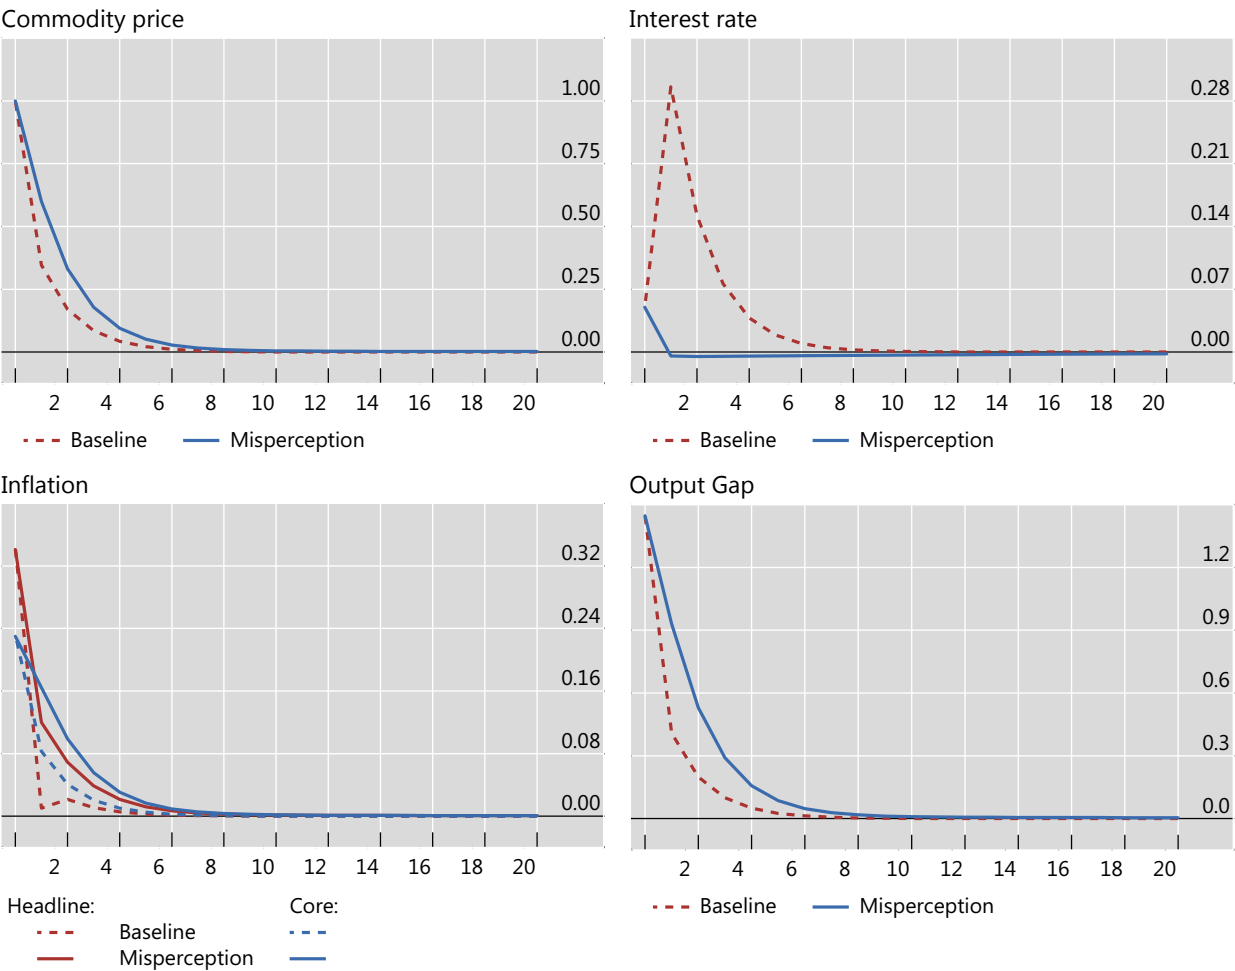 Commodity price
1.00
0.75
0.50
0.25
0.00
2 4 6 8 10 12 14 16 18 20
Baseline Misperception
Interest rate
0.28
0.21
0.14
0.07
0.00
2 4 6 8 10 12 14 16 18 20
Baseline Misperception
Inflation
0.32
0.24
0.16
0.08
0.00
2 4 6 8 10 12 14 16 18 20
Headline: Core:
Baseline
Misperception
Output Gap
1.2
0.9
0.6
0.3
0.0
2 4 6 8 10 12 14 16 18 20
Baseline Misperception